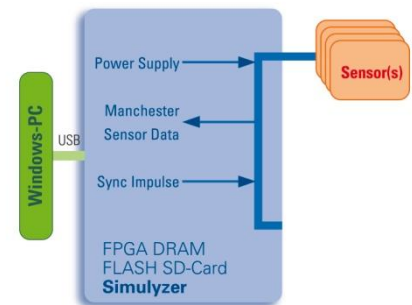 Power Supply
Sensor(s)
Manchester
Sensor Data
Windows-PC
USB
Sync Impulse
FPGA DRAM
FLASH SD-Card
Simulyzer